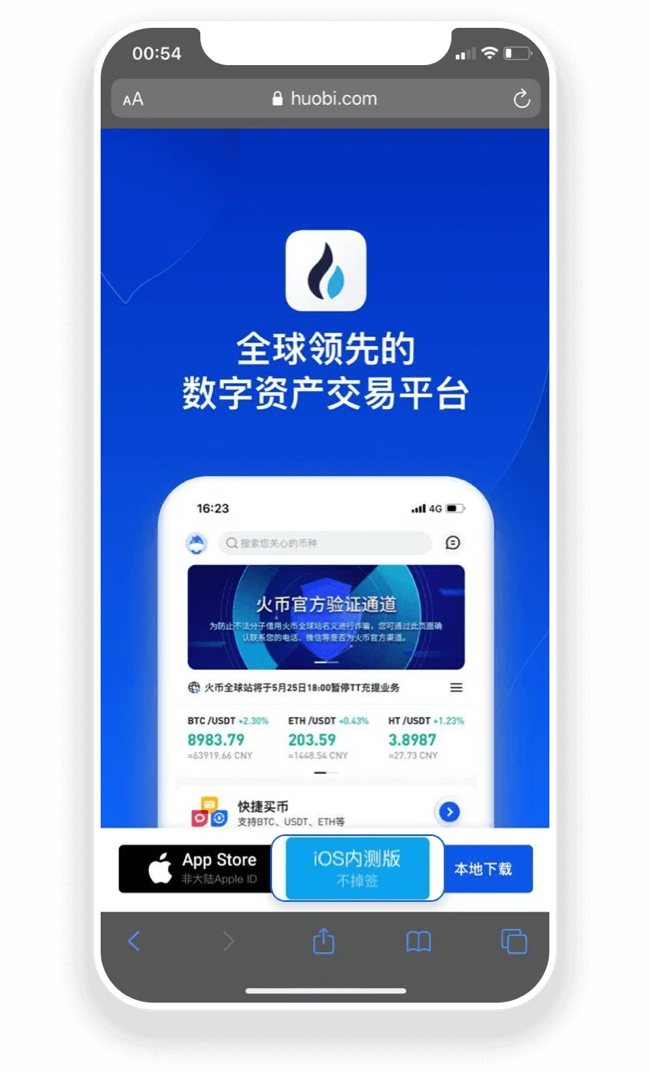 00:54
AA
huobi.com
全球领先的
数字资产交易平台
16:23
4G
搜索您关心的币种
火币官方验证通道
为防止不法分子借用火币全球站名义进行诈骗，您可通过此页面确
认联系您的电话、微信等是否为火币官方渠道。
火币全球站将于5月25日18:00暂停TT充提业务
BTC /USDT +2.30% ETH /USDT +0.43% HT /USDT +1.23%
8983.79 203.59 3.8987
≈63919.66 CNY ≈1448.54 CNY ≈27.73 CNY
快捷买币
支持BTC、USDT、ETH等
App Store
非大陆Apple ID
iOS内测版
不掉签
本地下载